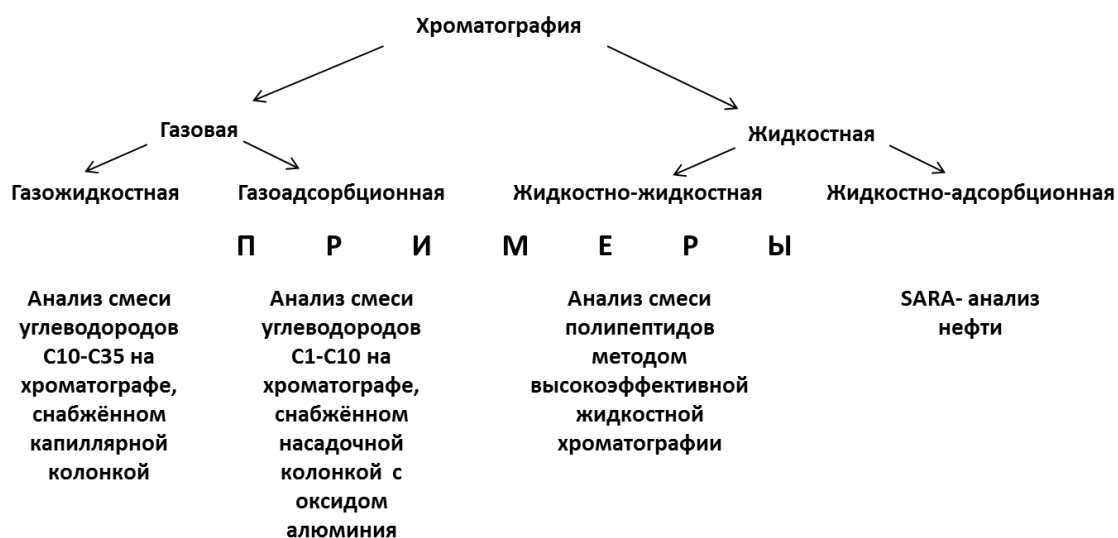 Хроматография
Газовая
Жидкостная
Газожидкостная
Газоадсорбционная
Жидкостно-жидкостная
Жидкостно-адсорбционная
П Р И М Е Р Ы
Анализ смеси
углеводородов
С10-С35 на
хроматографе,
снабжённом
капиллярной
колонкой
Анализ смеси
углеводородов
С1-С10 на
хроматографе,
снабжённом
насадочной
колонкой с
оксидом
алюминия
Анализ смеси
полипептидов
методом
высокоэффективной
жидкостной
хроматографии
SARA- анализ
нефти